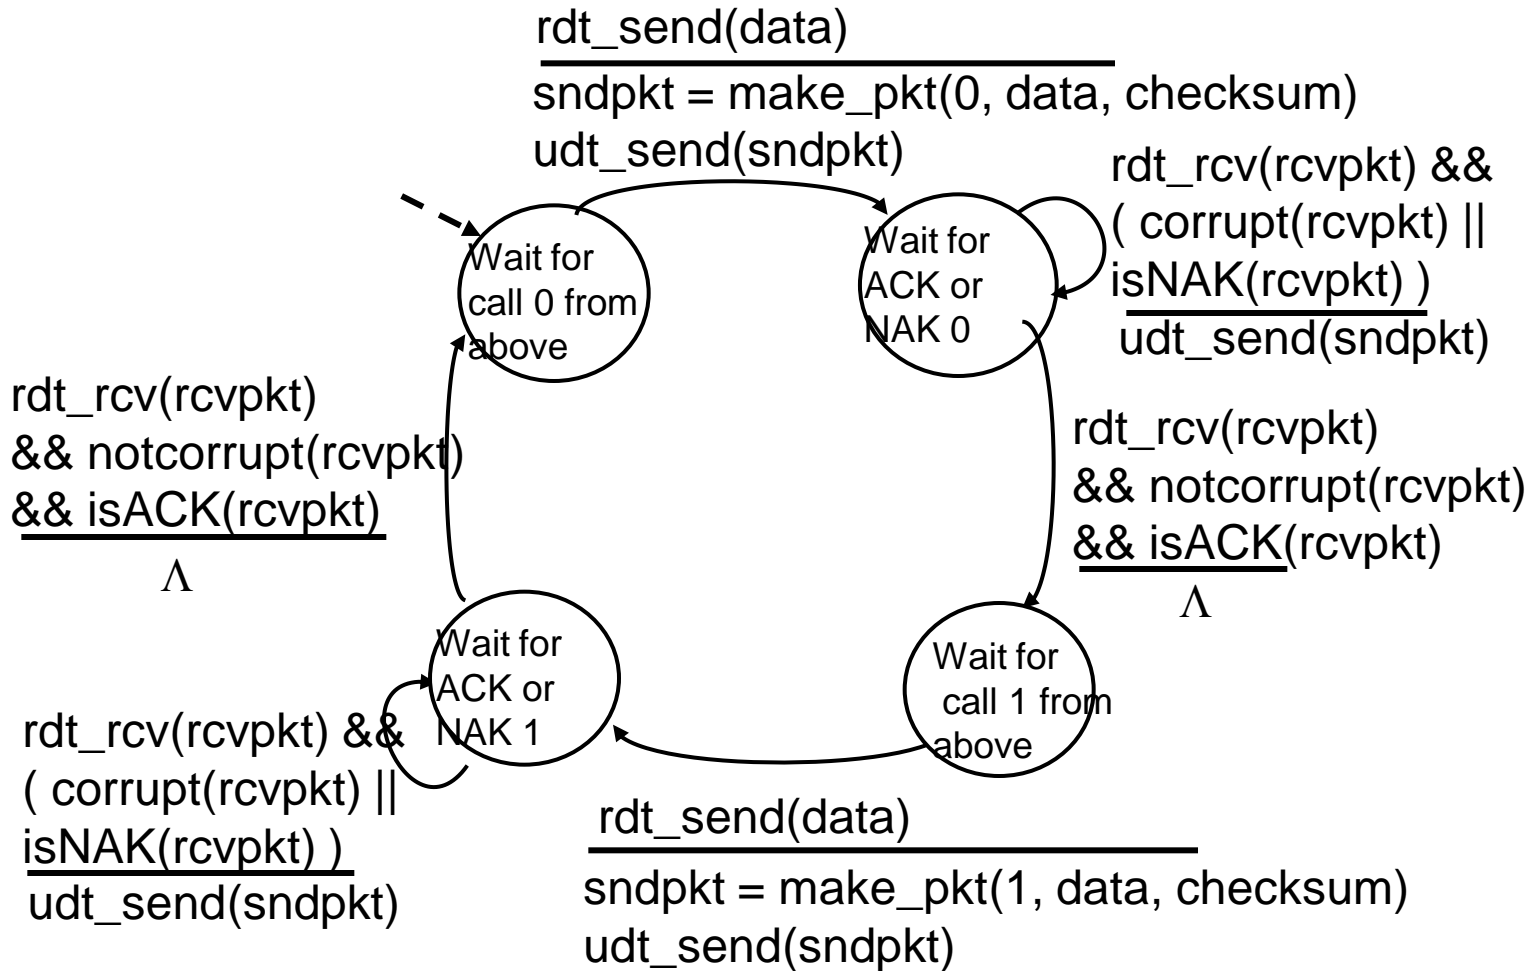 rdt_send(data)
sndpkt = make_pkt(0, data, checksum)
udt_send(sndpkt)
rdt_rcv(rcvpkt) &&
( corrupt(rcvpkt) ||
isNAK(rcvpkt) )
udt_send(sndpkt)
Wait for
call 0 from
above
Wait for
ACK or
NAK 0
rdt_rcv(rcvpkt)
&& notcorrupt(rcvpkt)
&& isACK(rcvpkt)
Λ
rdt_rcv(rcvpkt)
&& notcorrupt(rcvpkt)
&& isACK(rcvpkt)
Λ
Wait for
ACK or
NAK 1
Wait for
call 1 from
above
rdt_rcv(rcvpkt) &&
( corrupt(rcvpkt) ||
isNAK(rcvpkt) )
udt_send(sndpkt)
rdt_send(data)
sndpkt = make_pkt(1, data, checksum)
udt_send(sndpkt)